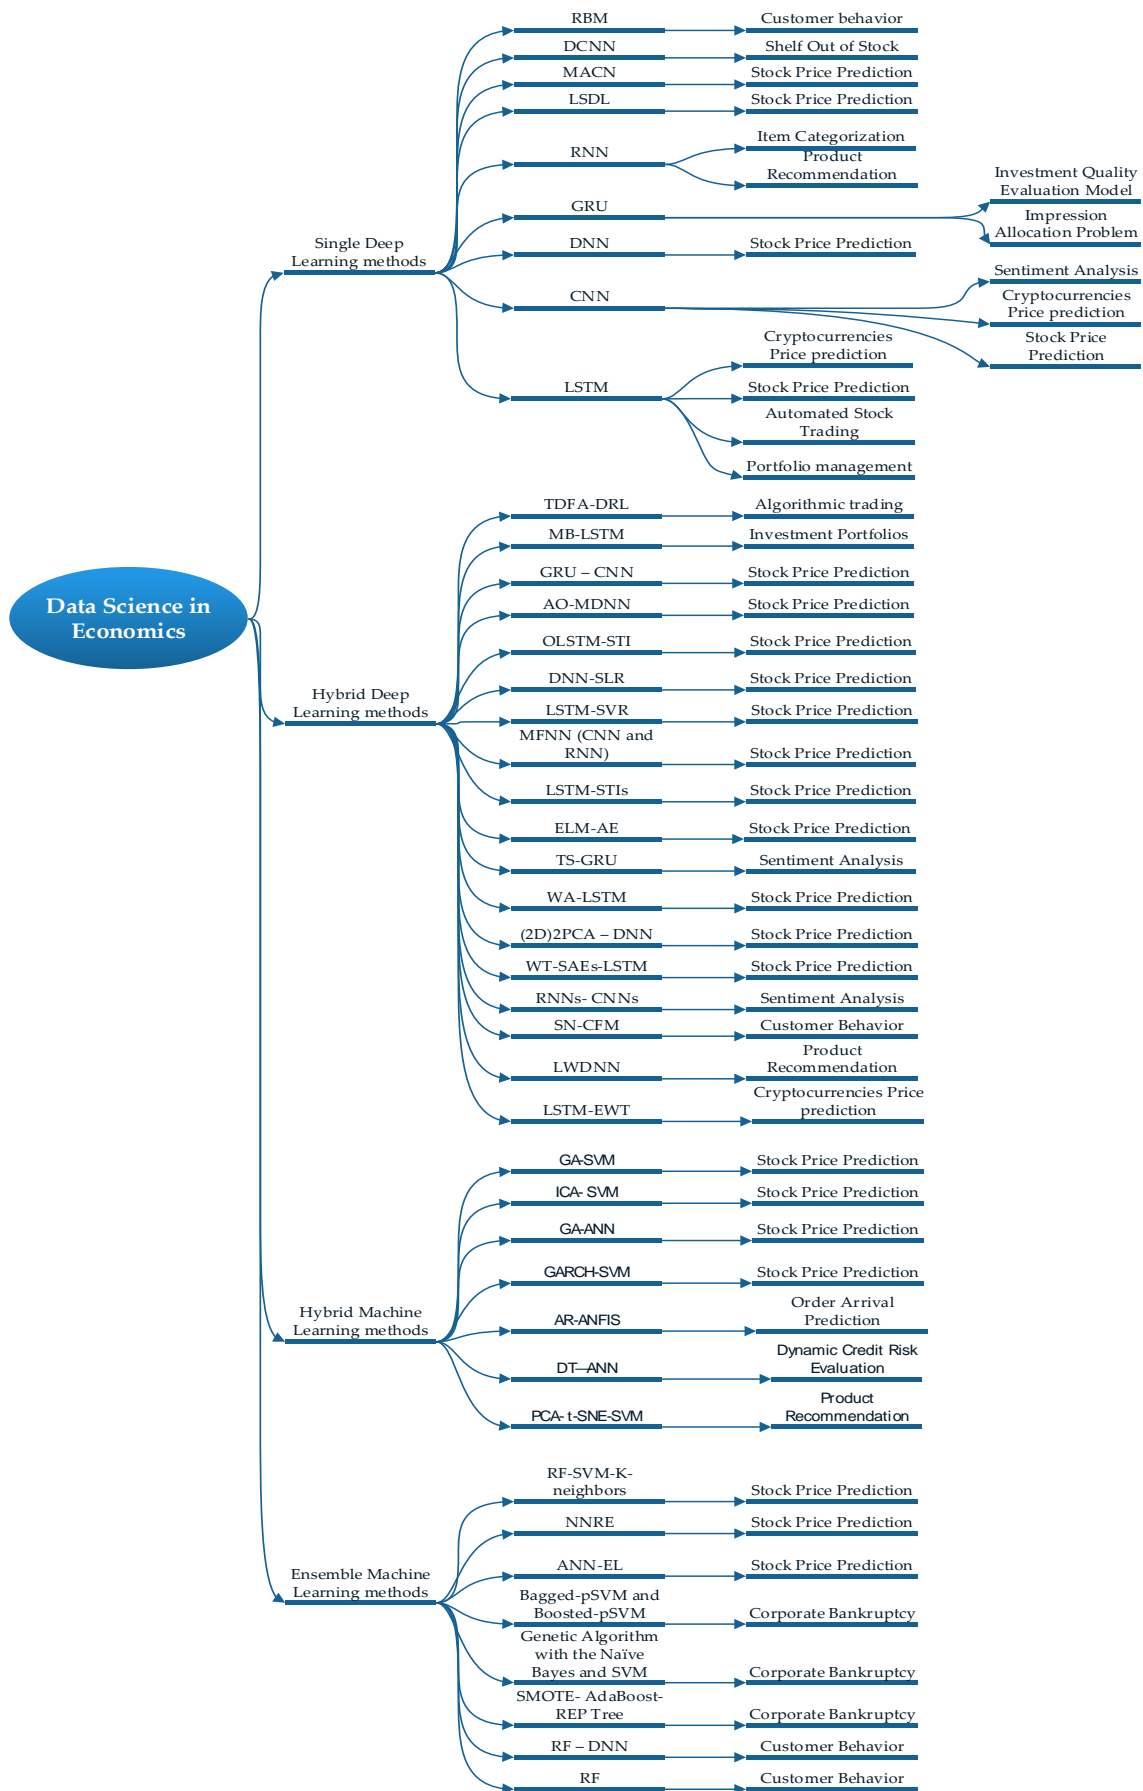 Data Science in
Economics
Single Deep
Learning methods
RBM
Customer behavior
DCNN
Shelf Out of Stock
MACN
Stock Price Prediction
LSDL
Stock Price Prediction
RNN
Item Categorization
Product
Recommendation
GRU
Investment Quality
Evaluation Model
Impression
Allocation Problem
DNN
Stock Price Prediction
CNN
Sentiment Analysis
Cryptocurrencies
Price prediction
Stock Price
Prediction
LSTM
Cryptocurrencies
Price prediction
Stock Price Prediction
Automated Stock
Trading
Portfolio management
Hybrid Deep
Learning methods
TDFA-DRL
Algorithmic trading
MB-LSTM
Investment Portfolios
GRU – CNN
Stock Price Prediction
AO-MDNN
Stock Price Prediction
OLSTM-STI
Stock Price Prediction
DNN-SLR
Stock Price Prediction
LSTM-SVR
Stock Price Prediction
MFNN (CNN and
RNN)
Stock Price Prediction
LSTM-STIs
Stock Price Prediction
ELM-AE
Stock Price Prediction
TS-GRU
Sentiment Analysis
WA-LSTM
Stock Price Prediction
(2D)2PCA – DNN
Stock Price Prediction
WT-SAEs-LSTM
Stock Price Prediction
RNNs- CNNs
Sentiment Analysis
SN-CFM
Customer Behavior
LWDNN
Product
Recommendation
LSTM-EWT
Cryptocurrencies Price
prediction
Hybrid Machine
Learning methods
GA-SVM
Stock Price Prediction
ICA- SVM
Stock Price Prediction
GA-ANN
Stock Price Prediction
GARCH-SVM
Stock Price Prediction
AR-ANFIS
Order Arrival
Prediction
DT—ANN
Dynamic Credit Risk
Evaluation
PCA- t-SNE-SVM
Product
Recommendation
Ensemble Machine
Learning methods
RF-SVM-K-
neighbors
Stock Price Prediction
NNRE
Stock Price Prediction
ANN-EL
Stock Price Prediction
Bagged-pSVM and
Boosted-pSVM
Corporate Bankruptcy
Genetic Algorithm
with the Naïve
Bayes and SVM
Corporate Bankruptcy
SMOTE- AdaBoost-
REP Tree
Corporate Bankruptcy
RF – DNN
Customer Behavior
RF
Customer Behavior